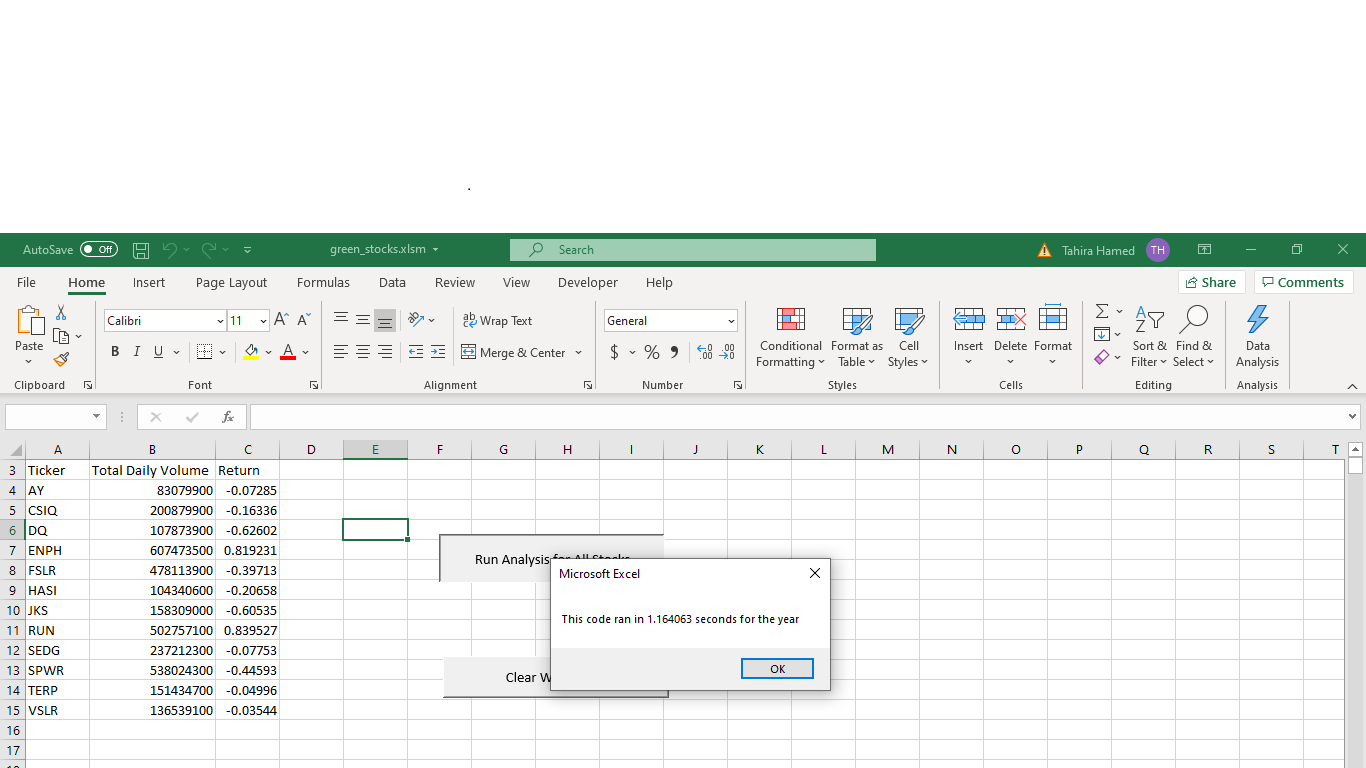 .
AutoSave Off green_stocks.xlsm Search Tahira Hamed TH
File Home Insert Page Layout Formulas Data Review View Developer Help Share Comments
Paste
Calibri 11 A A
B I U A
Wrap Text
Merge & Center
General
$ % 9 .00 .00
Conditional Formatting
Format as Table
Cell Styles
Insert Delete Format
Sort & Filter
Find & Select
Data Analysis
Clipboard Font Alignment Number Styles Cells Editing Analysis
fx
A B C D E F G H I J K L M N O P Q R S T
3 Ticker Total Daily Volume Return
4 AY 83079900 -0.07285
5 CSIQ 200879900 -0.16336
6 DQ 107873900 -0.62602
7 ENPH 607473500 0.819231
8 FSLR 478113900 -0.39713
9 HASI 104340600 -0.20658
10 JKS 158309000 -0.60535
11 RUN 502757100 0.839527
12 SEDG 237212300 -0.07753
13 SPWR 538024300 -0.44593
14 TERP 151434700 -0.04996
15 VSLR 136539100 -0.03544
16
17
Run Analysis for All Stocks
Clear W
Microsoft Excel
This code ran in 1.164063 seconds for the year
OK